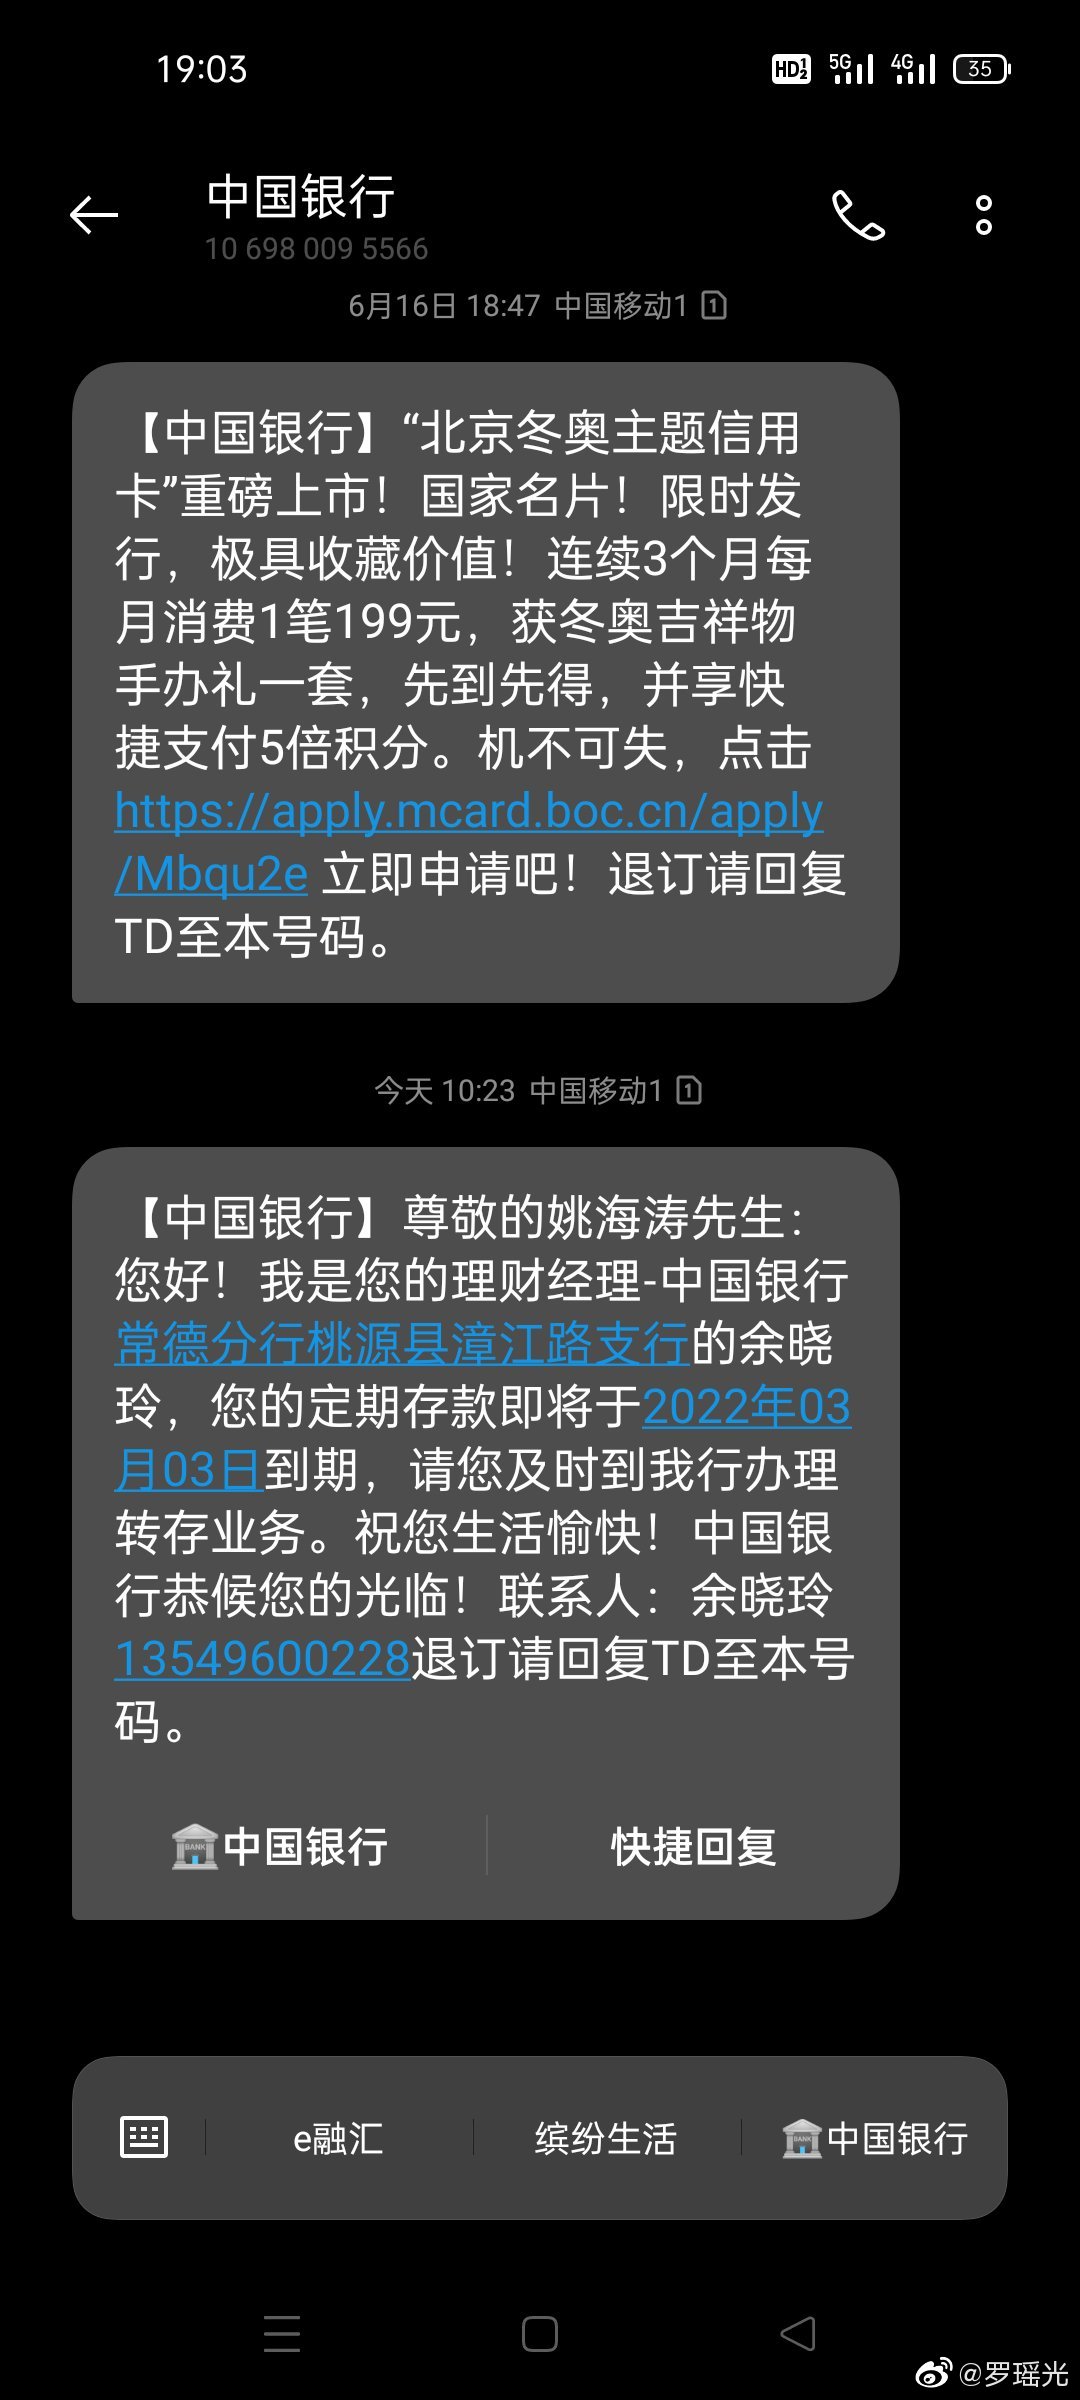 19:03
HD 1 2 5G 4G 35
中国银行
10 698 009 5566
6月16日 18:47 中国移动1 1
【中国银行】“北京冬奥主题信用
卡”重磅上市！国家名片！限时发
行，极具收藏价值！连续3个月每
月消费1笔199元，获冬奥吉祥物
手办礼一套，先到先得，并享快
捷支付5倍积分。机不可失，点击
https://apply.mcard.boc.cn/apply
/Mbqu2e 立即申请吧！退订请回复
TD至本号码。
今天 10:23 中国移动1 1
【中国银行】尊敬的姚海涛先生：
您好！我是您的理财经理-中国银行
常德分行桃源县漳江路支行的余晓
玲，您的定期存款即将于2022年03
月03日到期，请您及时到我行办理
转存业务。祝您生活愉快！中国银
行恭候您的光临！联系人：余晓玲
13549600228退订请回复TD至本号
码。
BANK 中国银行 快捷回复
e融汇 缤纷生活 BANK 中国银行
@罗瑶光